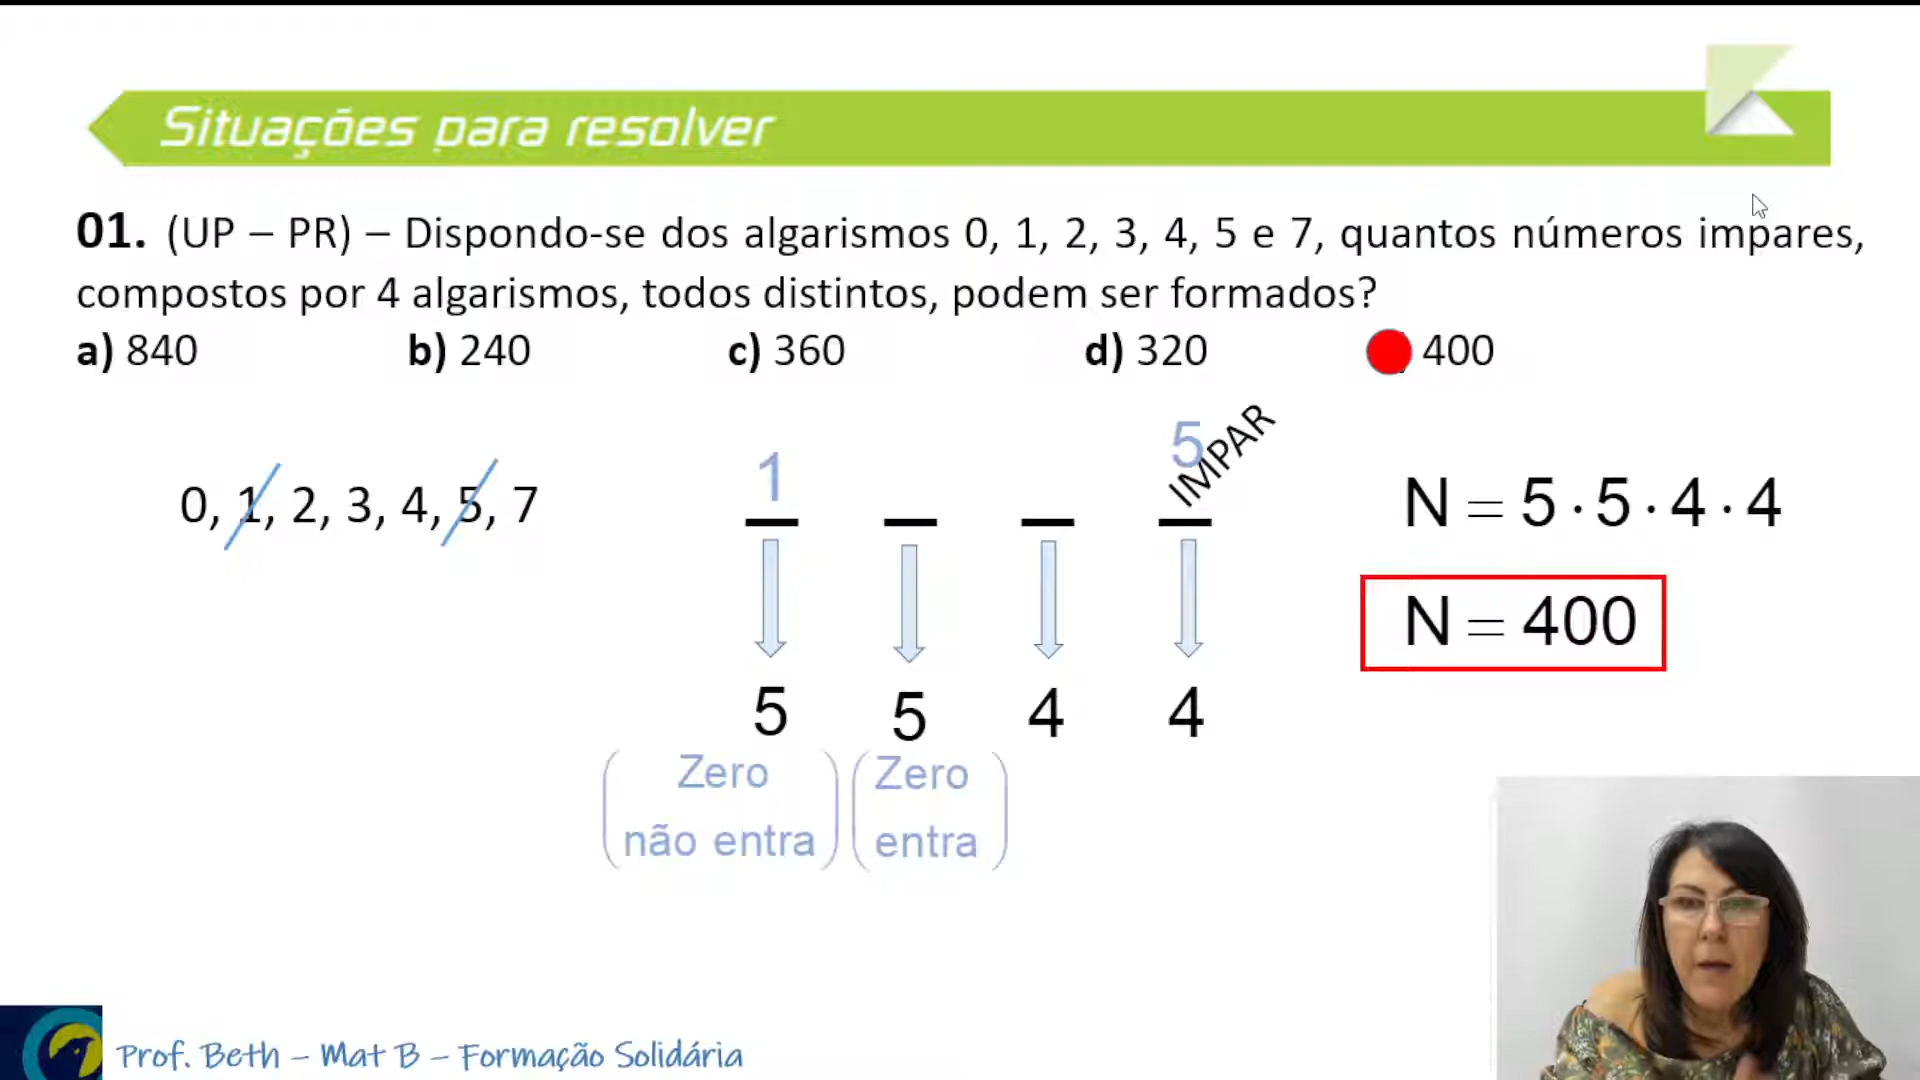 Situações para resolver
01. (UP – PR) – Dispondo-se dos algarismos 0, 1, 2, 3, 4, 5 e 7, quantos números impares,
compostos por 4 algarismos, todos distintos, podem ser formados?
a) 840 b) 240 c) 360 d) 320 400
0, 1, 2, 3, 4, 5, 7
1 5
IMPAR
5 5 4 4
Zero
não entra
Zero
entra
N = 5 · 5 · 4 · 4
N = 400
Prof. Beth – Mat B – Formação Solidária